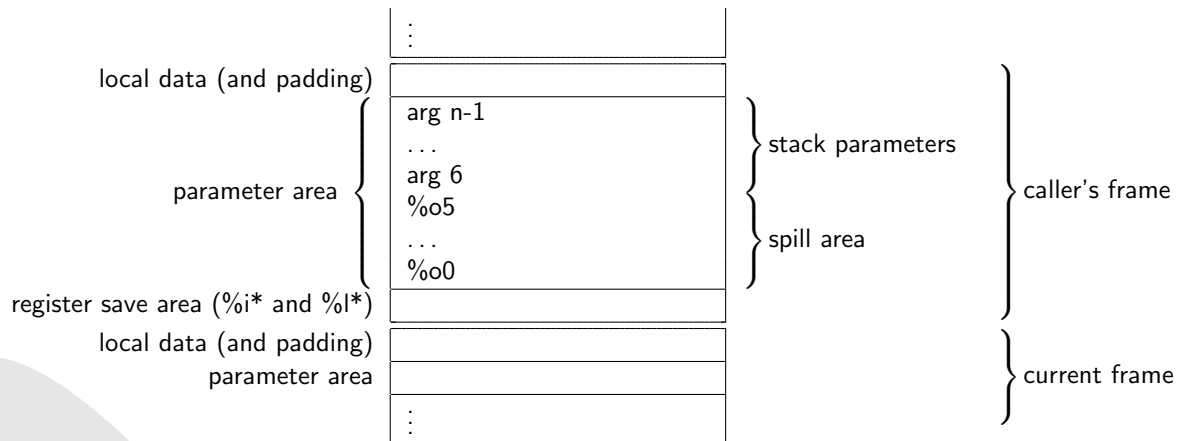 ⋮
local data (and padding)
arg n-1
. . .
stack parameters
arg 6
parameter area
caller's frame
%o5
. . .
spill area
%o0
register save area (%i* and %l*)
local data (and padding)
parameter area
current frame
⋮